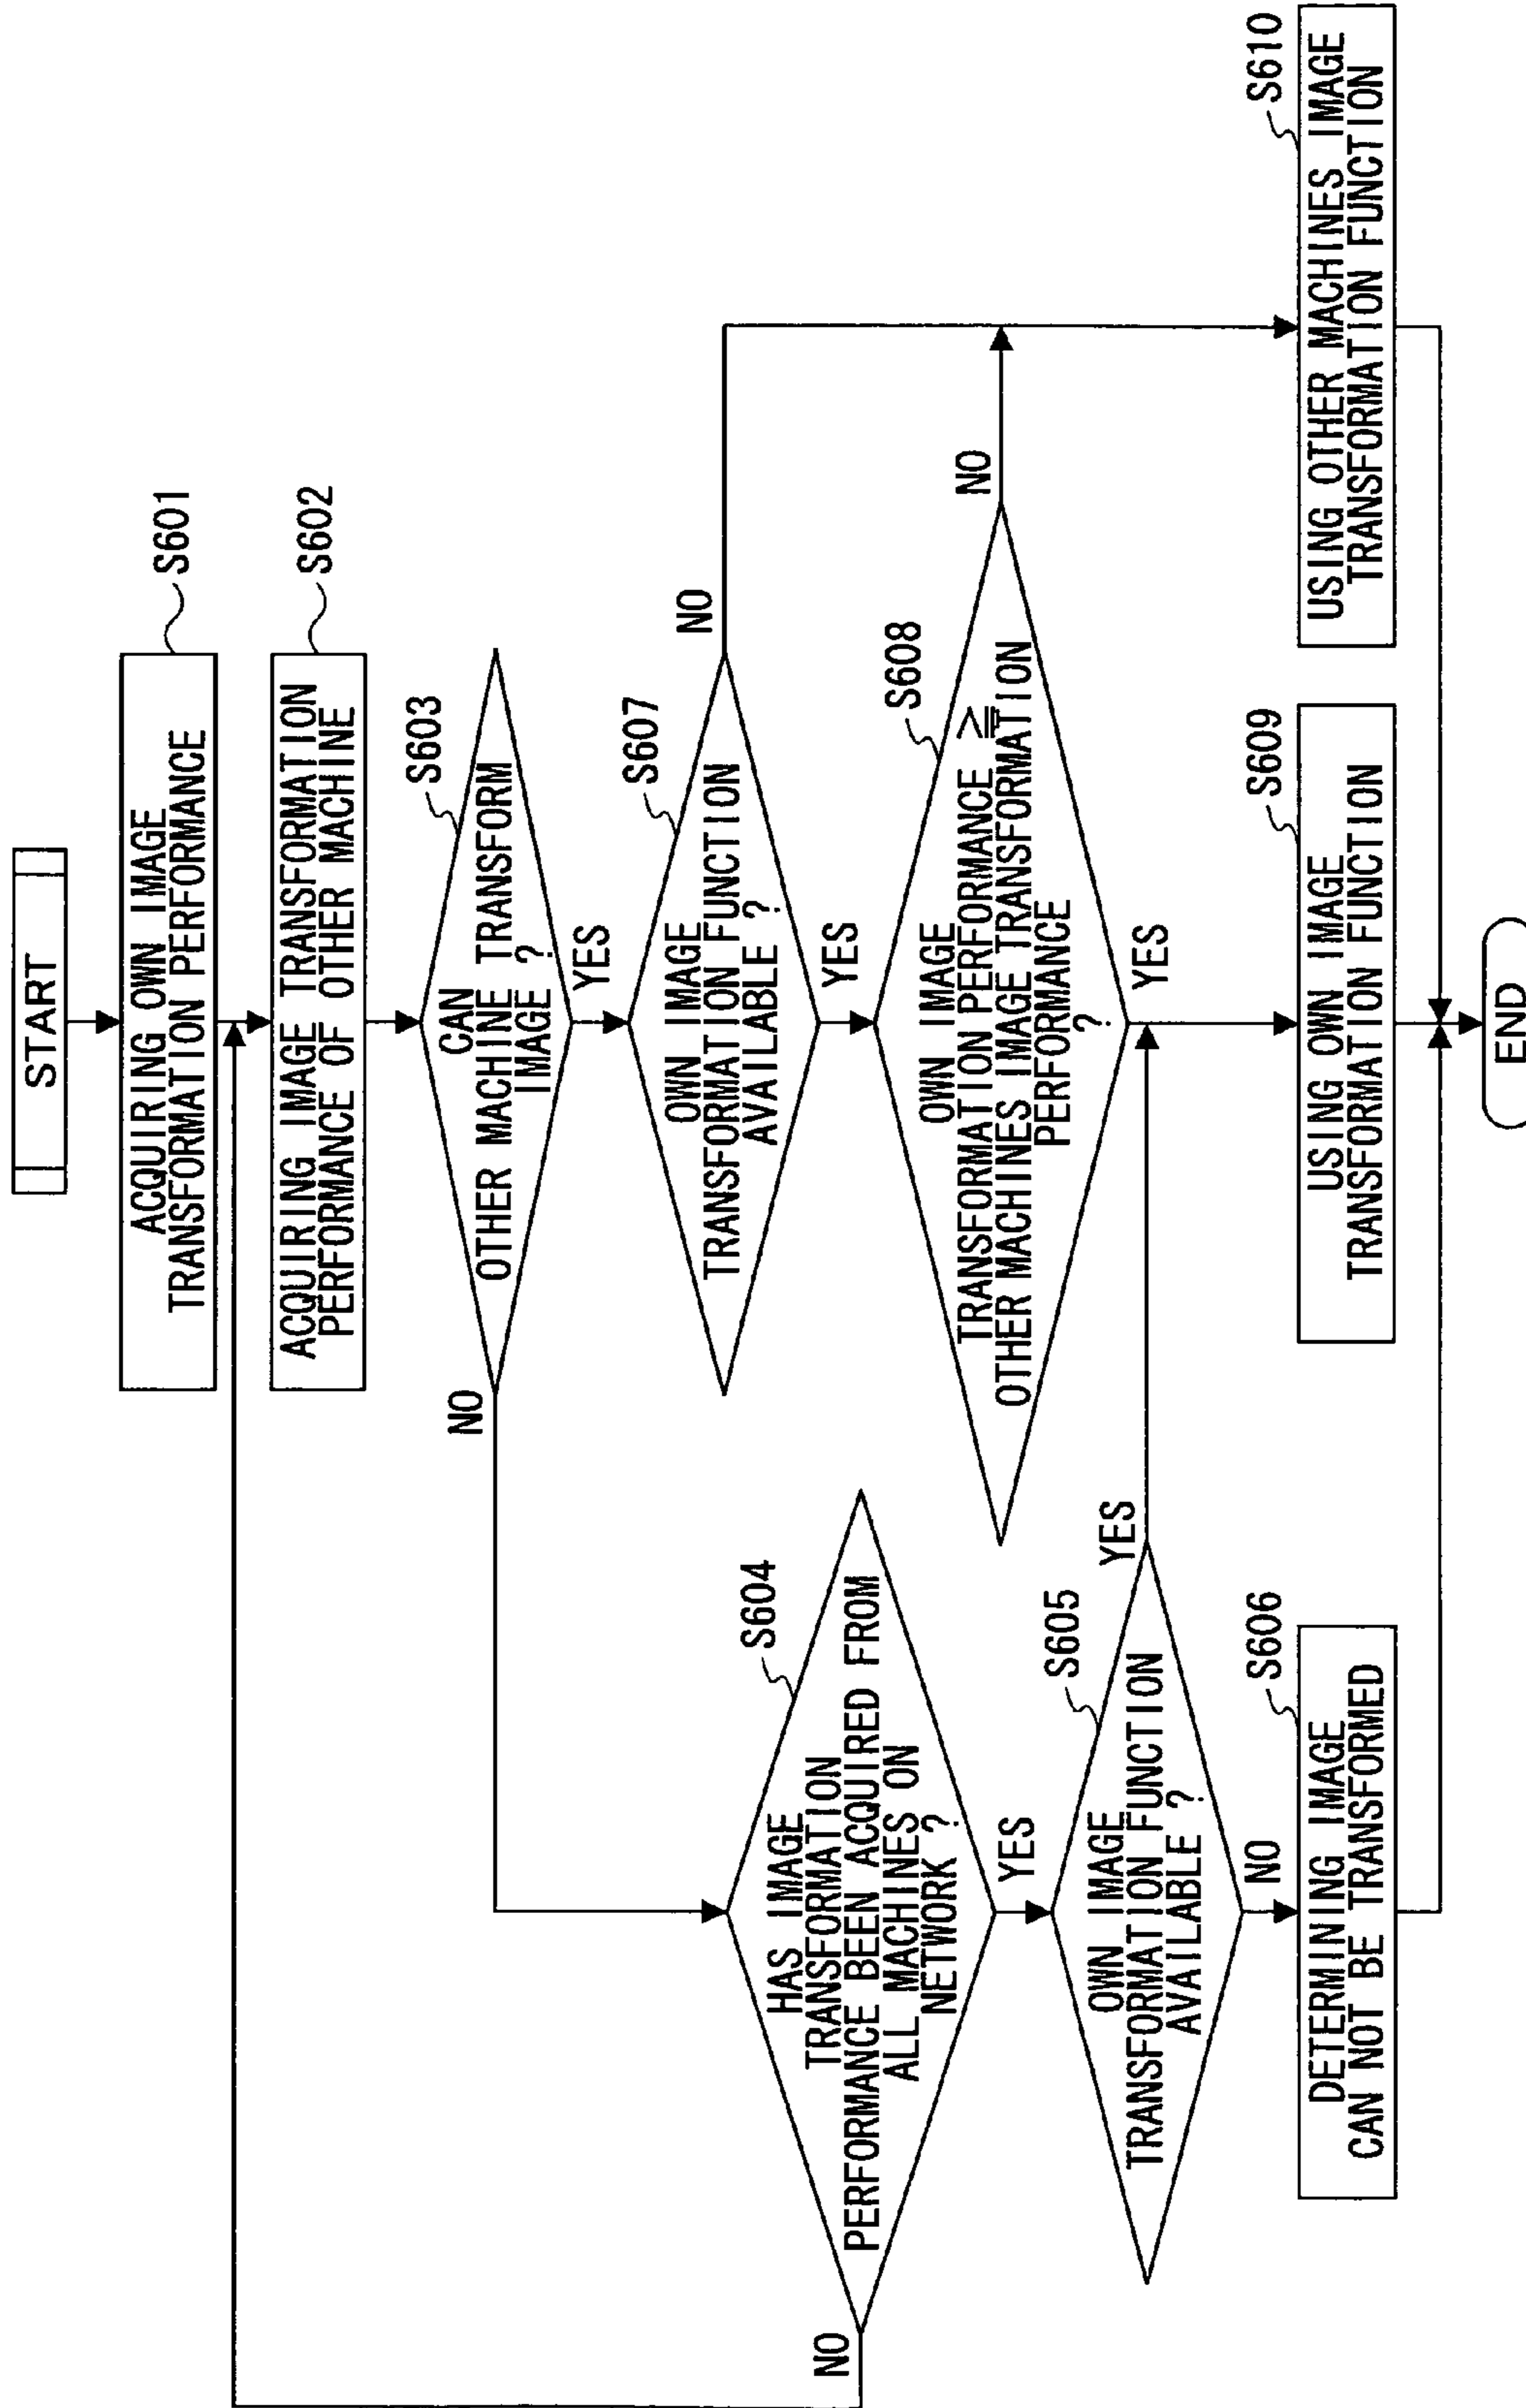 START
ACQUIRING OWN IMAGE
TRANSFORMATION PERFORMANCE
S601
ACQUIRING IMAGE TRANSFORMATION
PERFORMANCE OF OTHER MACHINE
S602
CAN
OTHER MACHINE TRANSFORM
IMAGE ?
S603
NO
YES
HAS IMAGE
TRANSFORMATION
PERFORMANCE BEEN ACQUIRED FROM
ALL MACHINES ON
NETWORK ?
S604
NO
YES
OWN IMAGE
TRANSFORMATION FUNCTION
AVAILABLE ?
S605
YES
NO
DETERMINING IMAGE
CAN NOT BE TRANSFORMED
S606
OWN IMAGE
TRANSFORMATION FUNCTION
AVAILABLE ?
S607
NO
YES
OWN IMAGE
TRANSFORMATION PERFORMANCE ≧
OTHER MACHINES IMAGE TRANSFORMATION
PERFORMANCE
?
S608
NO
YES
USING OWN IMAGE
TRANSFORMATION FUNCTION
S609
USING OTHER MACHINES IMAGE
TRANSFORMATION FUNCTION
S610
END